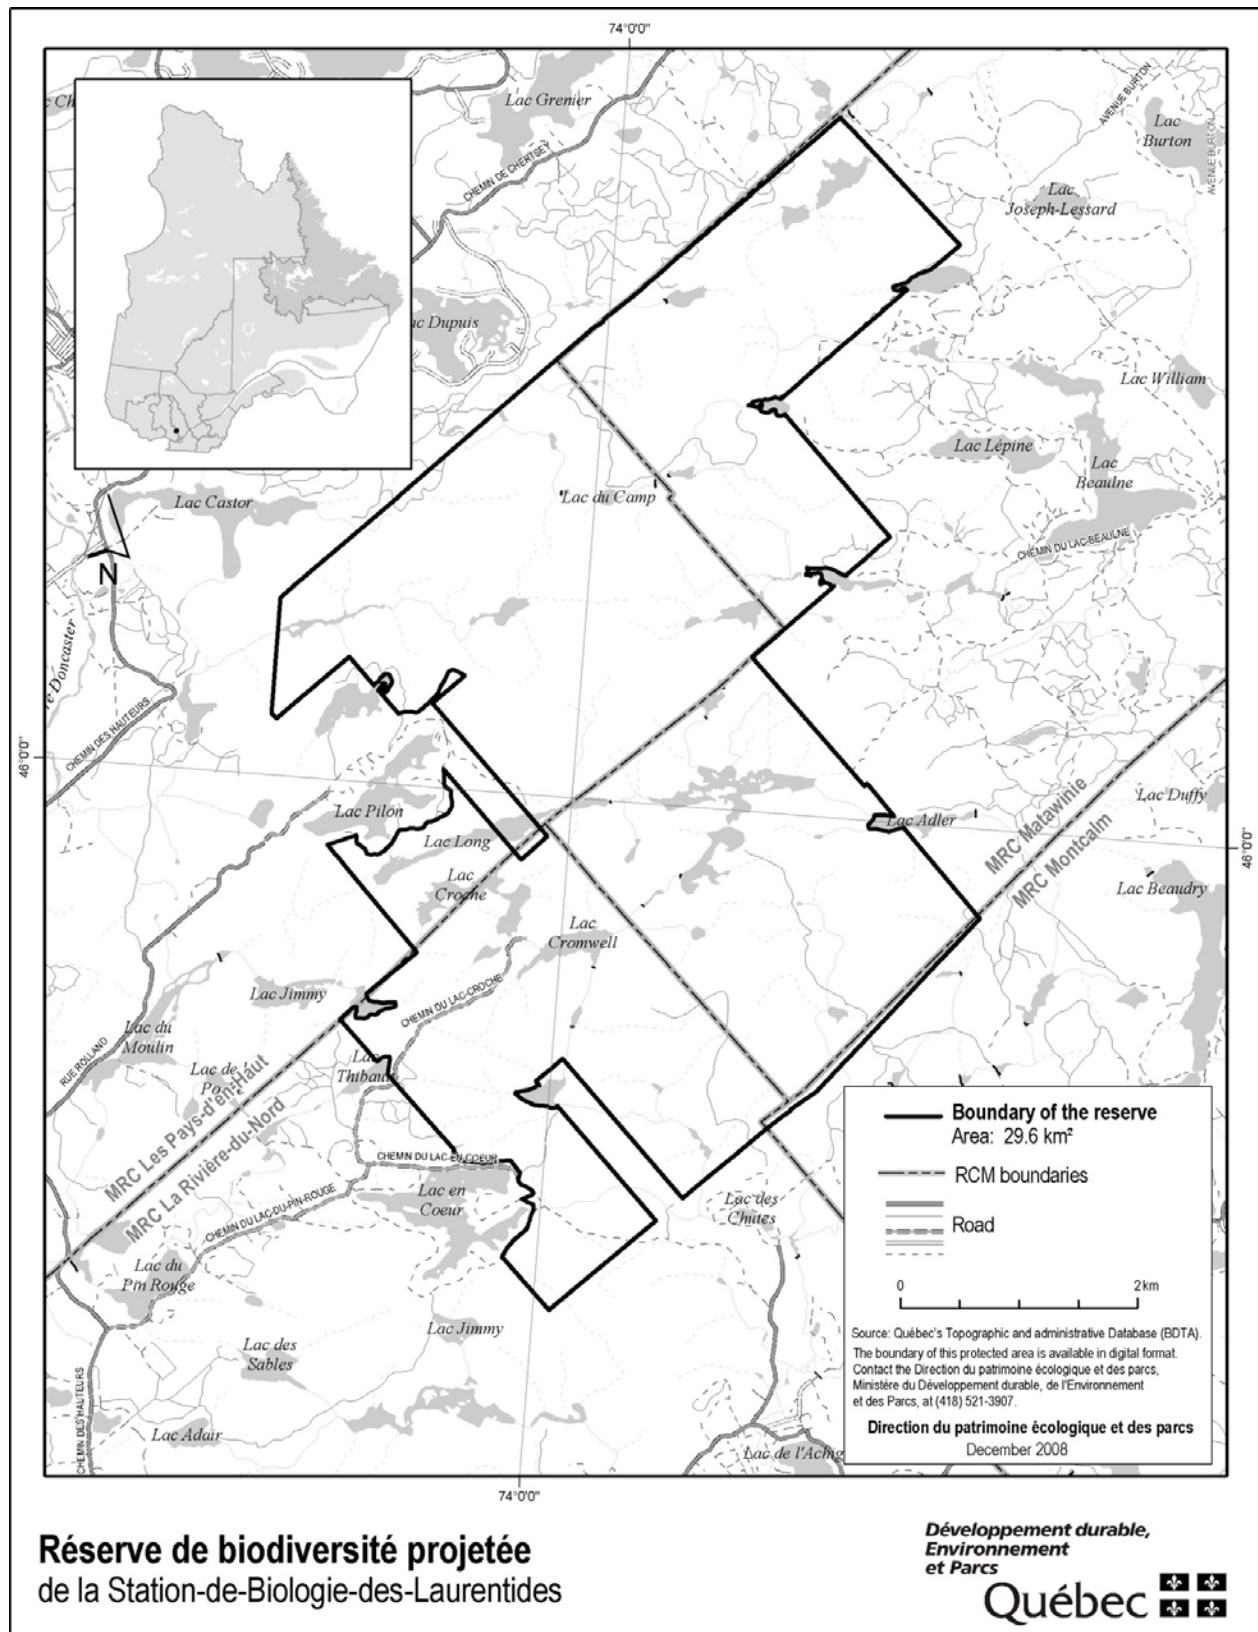 74°0'0"
Lac Grenier
CHEMIN DE CHERTSEY
AVENUE BURTON
Lac
Burton
AVENUE BURTON
Lac
Joseph-Lessard
ac Dupuis
Lac William
Lac Lépine
Lac
Beaulne
CHEMIN DU LAC-BEAULNE
Lac Castor
Lac du Camp
N
re-Doncaster
CHEMIN DES HAUTEURS
46°0'0"
Lac Pilon
Lac Long
Lac
Croche
Lac
Cromwell
Lac Adler
MRC Matawinie
MRC Montcalm
Lac Duffy
46°0'0"
Lac Beaudry
Lac Jimmy
CHEMIN DU LAC-CROCHE
Lac du
Moulin
RUE ROLLAND
Lac
Thibault
MRC Les Pays-d'en-Haut
MRC La Rivière-du-Nord
CHEMIN DU LAC-EN-COEUR
Lac en
Coeur
CHEMIN DU LAC-DU-PIN-ROUGE
Lac des
Chutes
Lac du
Pin Rouge
Lac Jimmy
Lac des
Sables
CHEMIN DES HAUTEURS
Lac Adair
Lac de l'Achig
Boundary of the reserve
Area: 29.6 km²
RCM boundaries
Road
0 2 km
Source: Québec's Topographic and administrative Database (BDTA).
The boundary of this protected area is available in digital format.
Contact the Direction du patrimoine écologique et des parcs,
Ministère du Développement durable, de l'Environnement
et des Parcs, at (418) 521-3907.
Direction du patrimoine écologique et des parcs
December 2008
74°0'0"
Réserve de biodiversité projetée
de la Station-de-Biologie-des-Laurentides
Développement durable,
Environnement
et Parcs
Québec